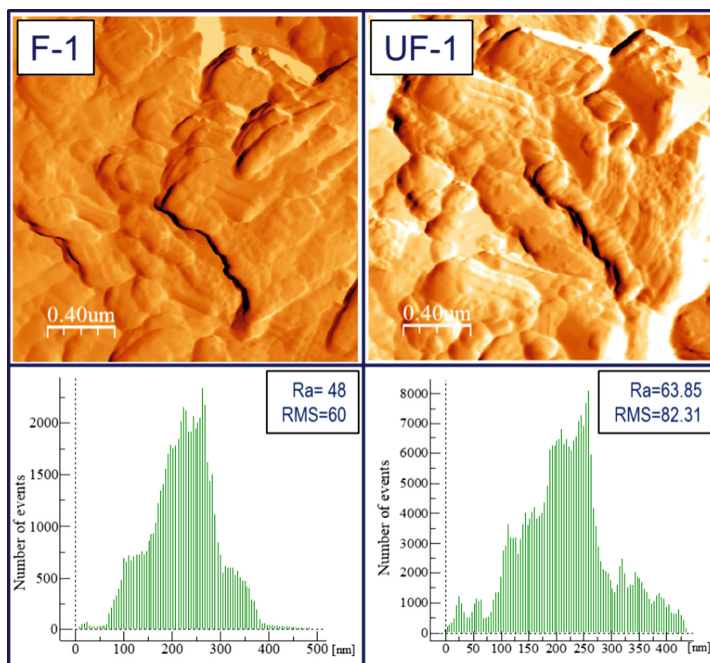 F-1
UF-1
0.40um
0.40um
Ra= 48
RMS=60
Number of events
2000
1500
1000
500
0
0 100 200 300 400 500 [nm]
Ra=63.85
RMS=82.31
Number of events
8000
7000
6000
5000
4000
3000
2000
1000
0
0 50 100 150 200 250 300 350 400 [nm]